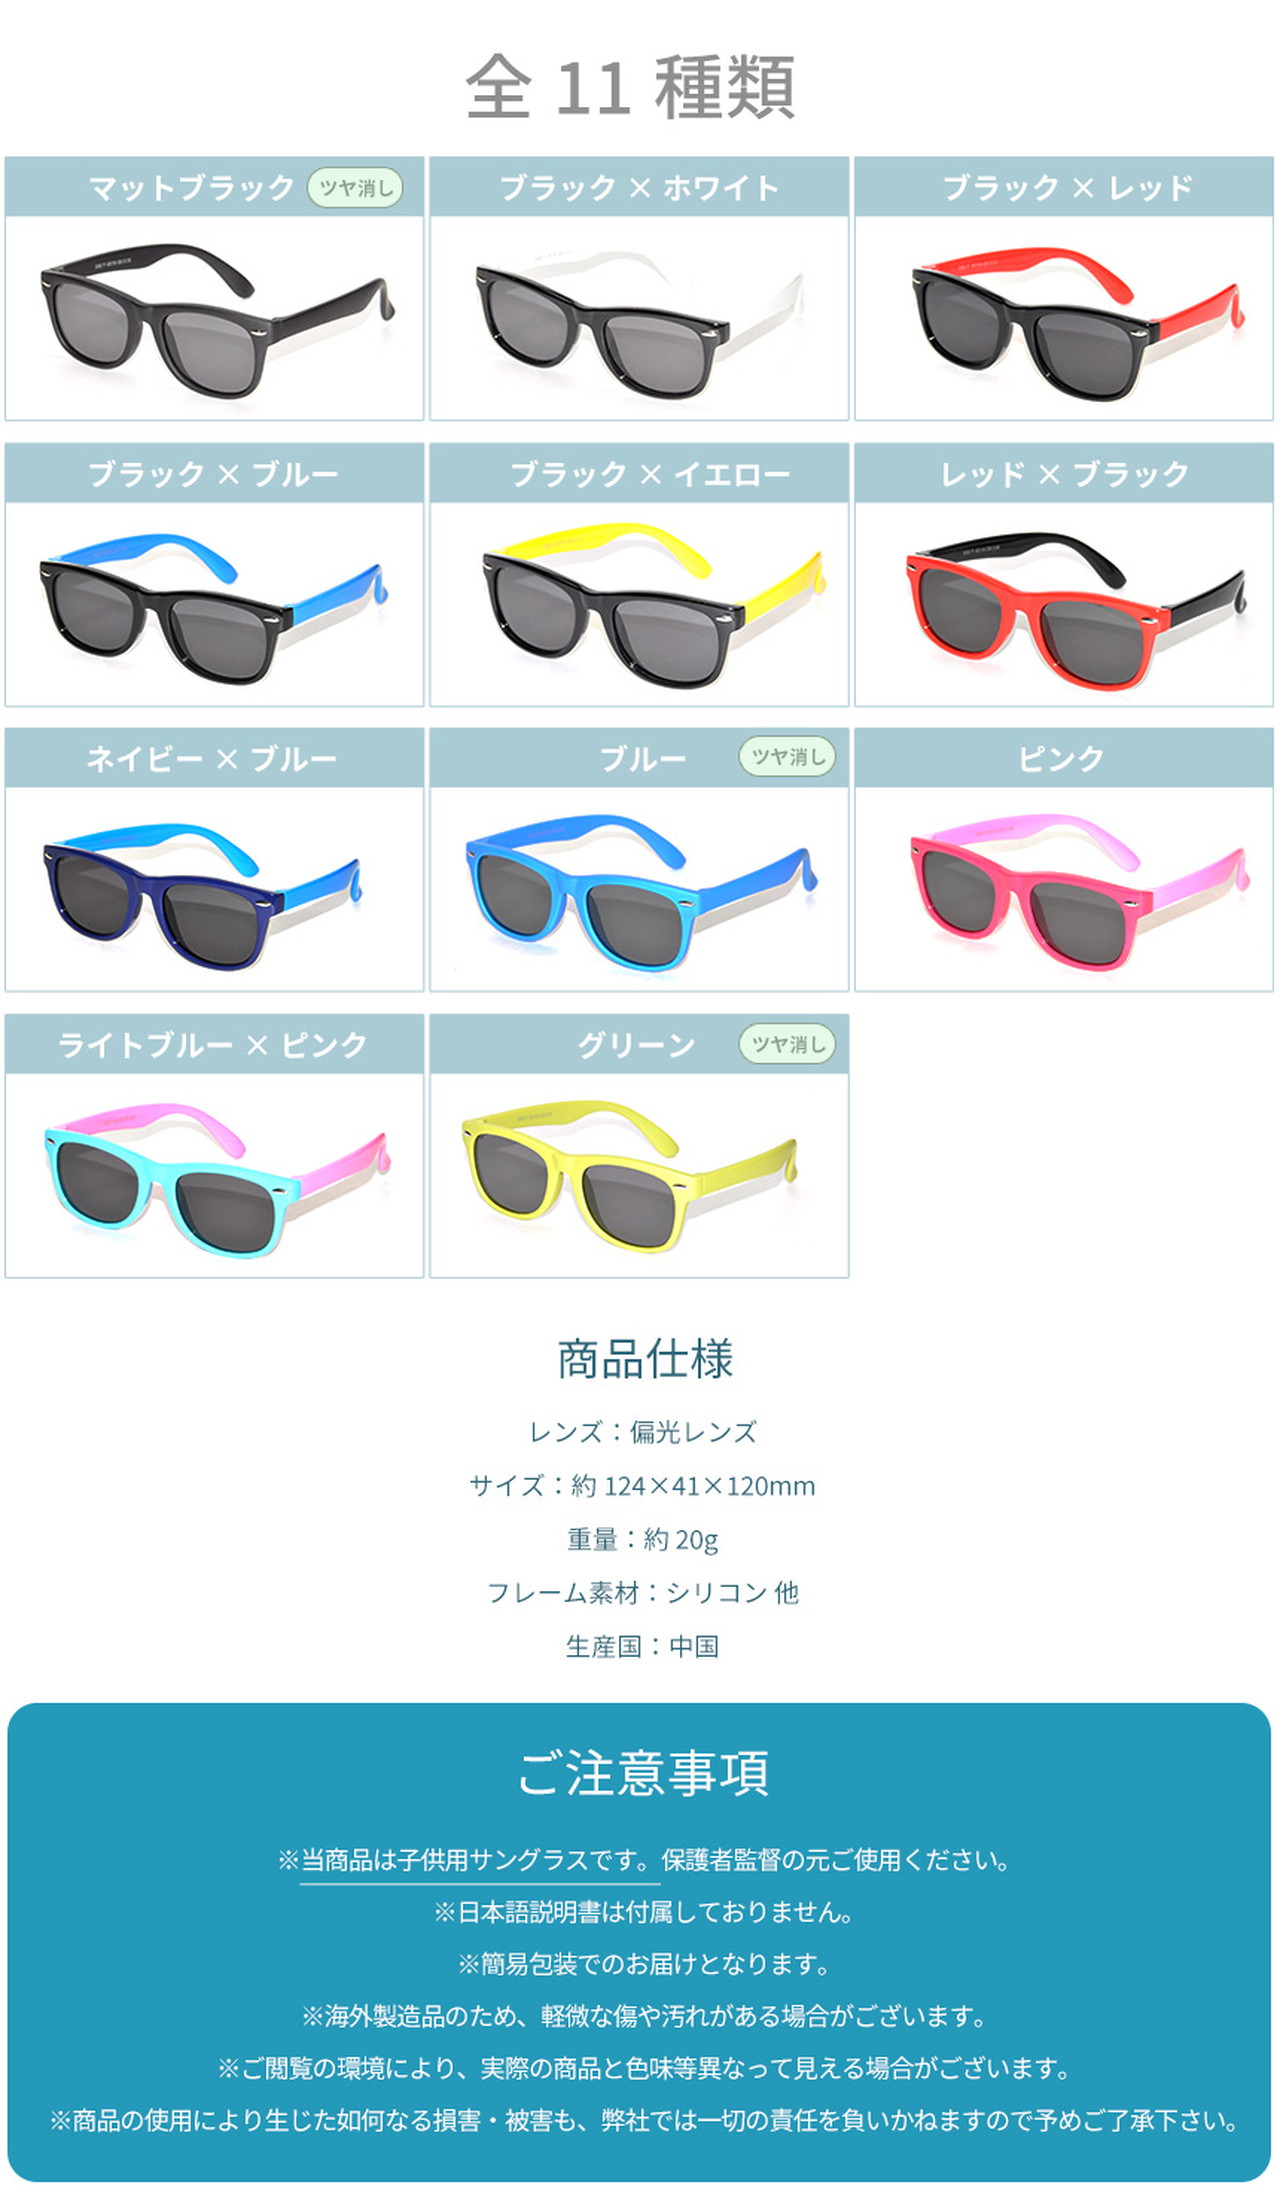 全 11 種類
マットブラック ツヤ消し
ブラック × ホワイト
ブラック × レッド
ブラック × ブルー
ブラック × イエロー
レッド × ブラック
ネイビー × ブルー
ブルー ツヤ消し
ピンク
ライトブルー × ピンク
グリーン ツヤ消し
商品仕様
レンズ：偏光レンズ
サイズ：約 124×41×120mm
重量：約 20g
フレーム素材：シリコン 他
生産国：中国
ご注意事項
※当商品は子供用サングラスです。保護者監督の元ご使用ください。
※日本語説明書は付属しておりません。
※簡易包装でのお届けとなります。
※海外製造品のため、軽微な傷や汚れがある場合がございます。
※ご閲覧の環境により、実際の商品と色味等異なって見える場合がございます。
※商品の使用により生じた如何なる損害・被害も、弊社では一切の責任を負いかねますので予めご了承下さい。